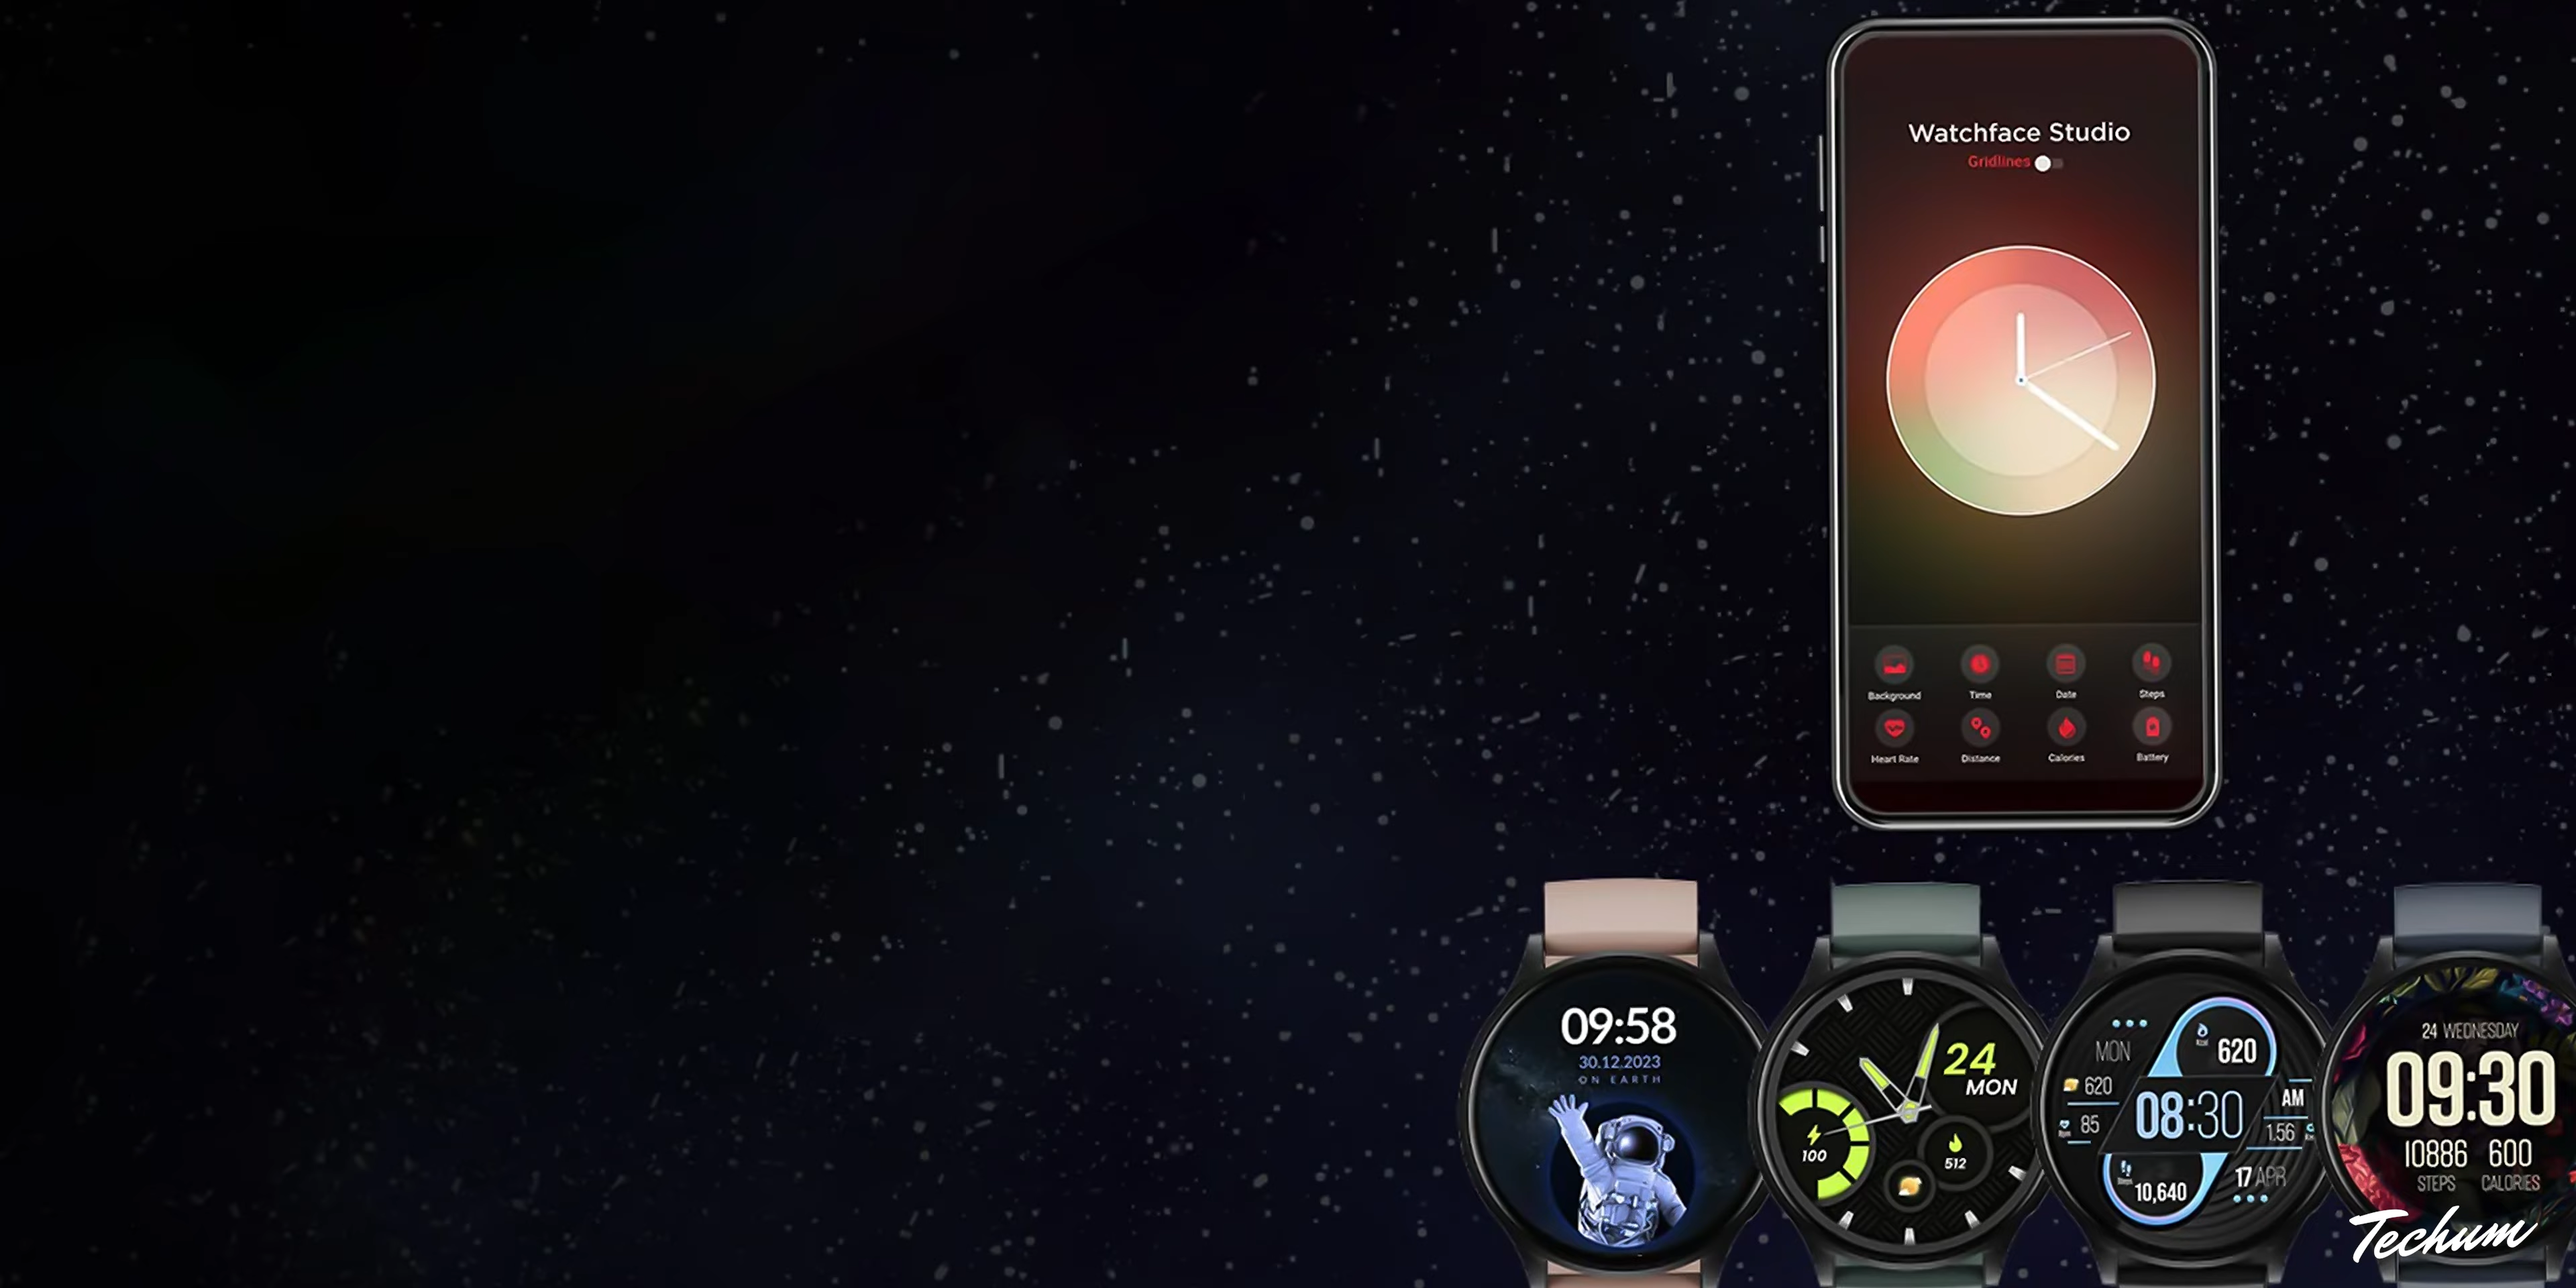 Watchface Studio
Gridlines
Background
Time
Date
Steps
Heart Rate
Distance
Calories
Battery
09:58
30.12.2023
ON EARTH
24
MON
100
512
MON
620
Kcal
620
08:30
AM
85
1.56
10,640
17 APR
24 WEDNESDAY
09:30
10886 600
STEPS CALORIES
Techum